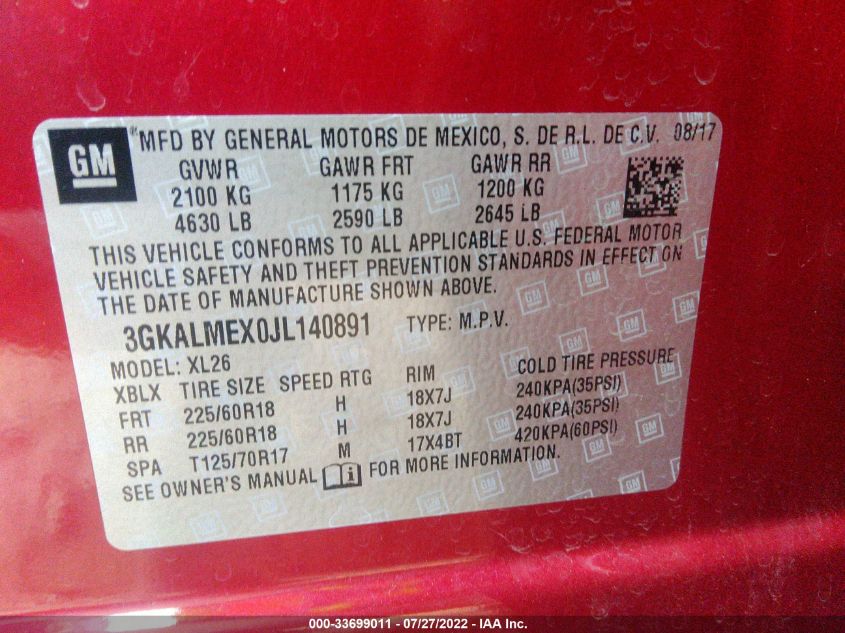 GM
MFD BY GENERAL MOTORS DE MEXICO, S. DE R.L. DE C.V. 08/17
GVWR GAWR FRT GAWR RR
2100 KG 1175 KG 1200 KG
4630 LB 2590 LB 2645 LB
THIS VEHICLE CONFORMS TO ALL APPLICABLE U.S. FEDERAL MOTOR
VEHICLE SAFETY AND THEFT PREVENTION STANDARDS IN EFFECT ON
THE DATE OF MANUFACTURE SHOWN ABOVE.
3GKALMEX0JL140891 TYPE: M.P.V.
MODEL: XL26
XBLX TIRE SIZE SPEED RTG RIM COLD TIRE PRESSURE
FRT 225/60R18 H 18X7J 240KPA(35PSI)
RR 225/60R18 H 18X7J 240KPA(35PSI)
SPA T125/70R17 M 17X4BT 420KPA(60PSI)
SEE OWNER'S MANUAL i FOR MORE INFORMATION.
000-33699011 - 07/27/2022 - IAA Inc.